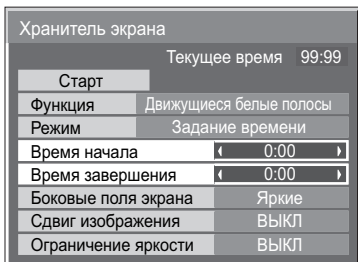 Хранитель экрана
Текущее время 99:99
Старт
Функция Движущиеся белые полосы
Режим Задание времени
Время начала 0:00
Время завершения 0:00
Боковые поля экрана Яркие
Сдвиг изображения ВЫКЛ
Ограничение яркости ВЫКЛ